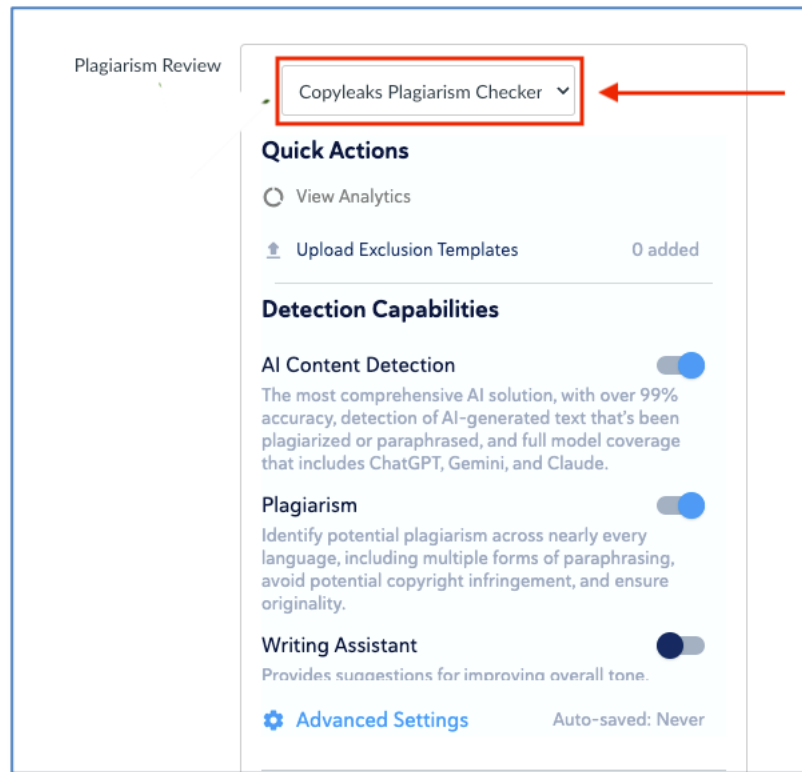 Plagiarism Review
Copyleaks Plagiarism Checker
Quick Actions
View Analytics
Upload Exclusion Templates 0 added
Detection Capabilities
AI Content Detection
The most comprehensive AI solution, with over 99%
accuracy, detection of AI-generated text that's been
plagiarized or paraphrased, and full model coverage
that includes ChatGPT, Gemini, and Claude.
Plagiarism
Identify potential plagiarism across nearly every
language, including multiple forms of paraphrasing,
avoid potential copyright infringement, and ensure
originality.
Writing Assistant
Provides suggestions for improving overall tone.
Advanced Settings Auto-saved: Never